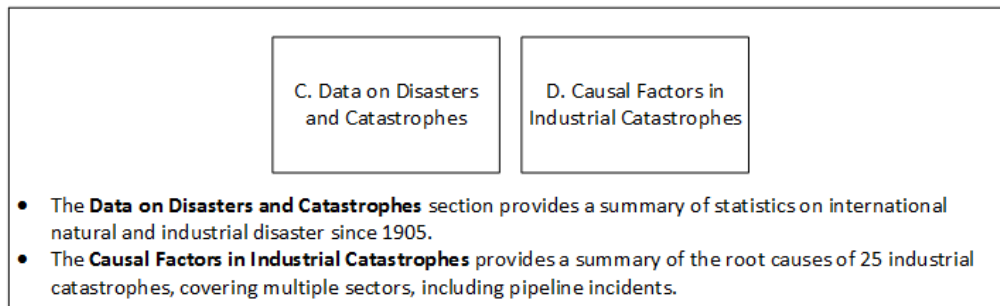 C. Data on Disasters
and Catastrophes
D. Causal Factors in
Industrial Catastrophes
• The Data on Disasters and Catastrophes section provides a summary of statistics on international
natural and industrial disaster since 1905.
• The Causal Factors in Industrial Catastrophes provides a summary of the root causes of 25 industrial
catastrophes, covering multiple sectors, including pipeline incidents.